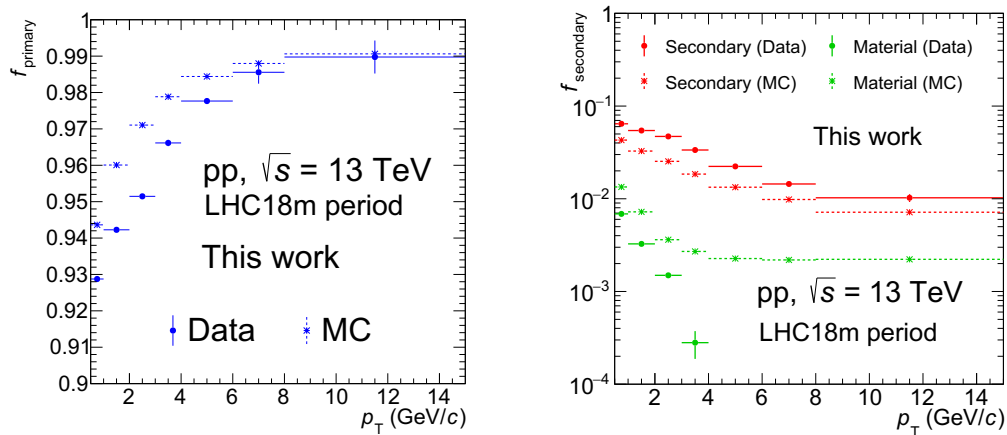 f_primary
1
0.99
0.98
0.97
0.96
0.95
0.94
0.93
0.92
0.91
0.9
pp, √s = 13 TeV
LHC18m period
This work
Data MC
2 4 6 8 10 12 14
p_T (GeV/c)
f_secondary
1
10⁻¹
10⁻²
10⁻³
10⁻⁴
Secondary (Data) Material (Data)
Secondary (MC) Material (MC)
This work
pp, √s = 13 TeV
LHC18m period
2 4 6 8 10 12 14
p_T (GeV/c)